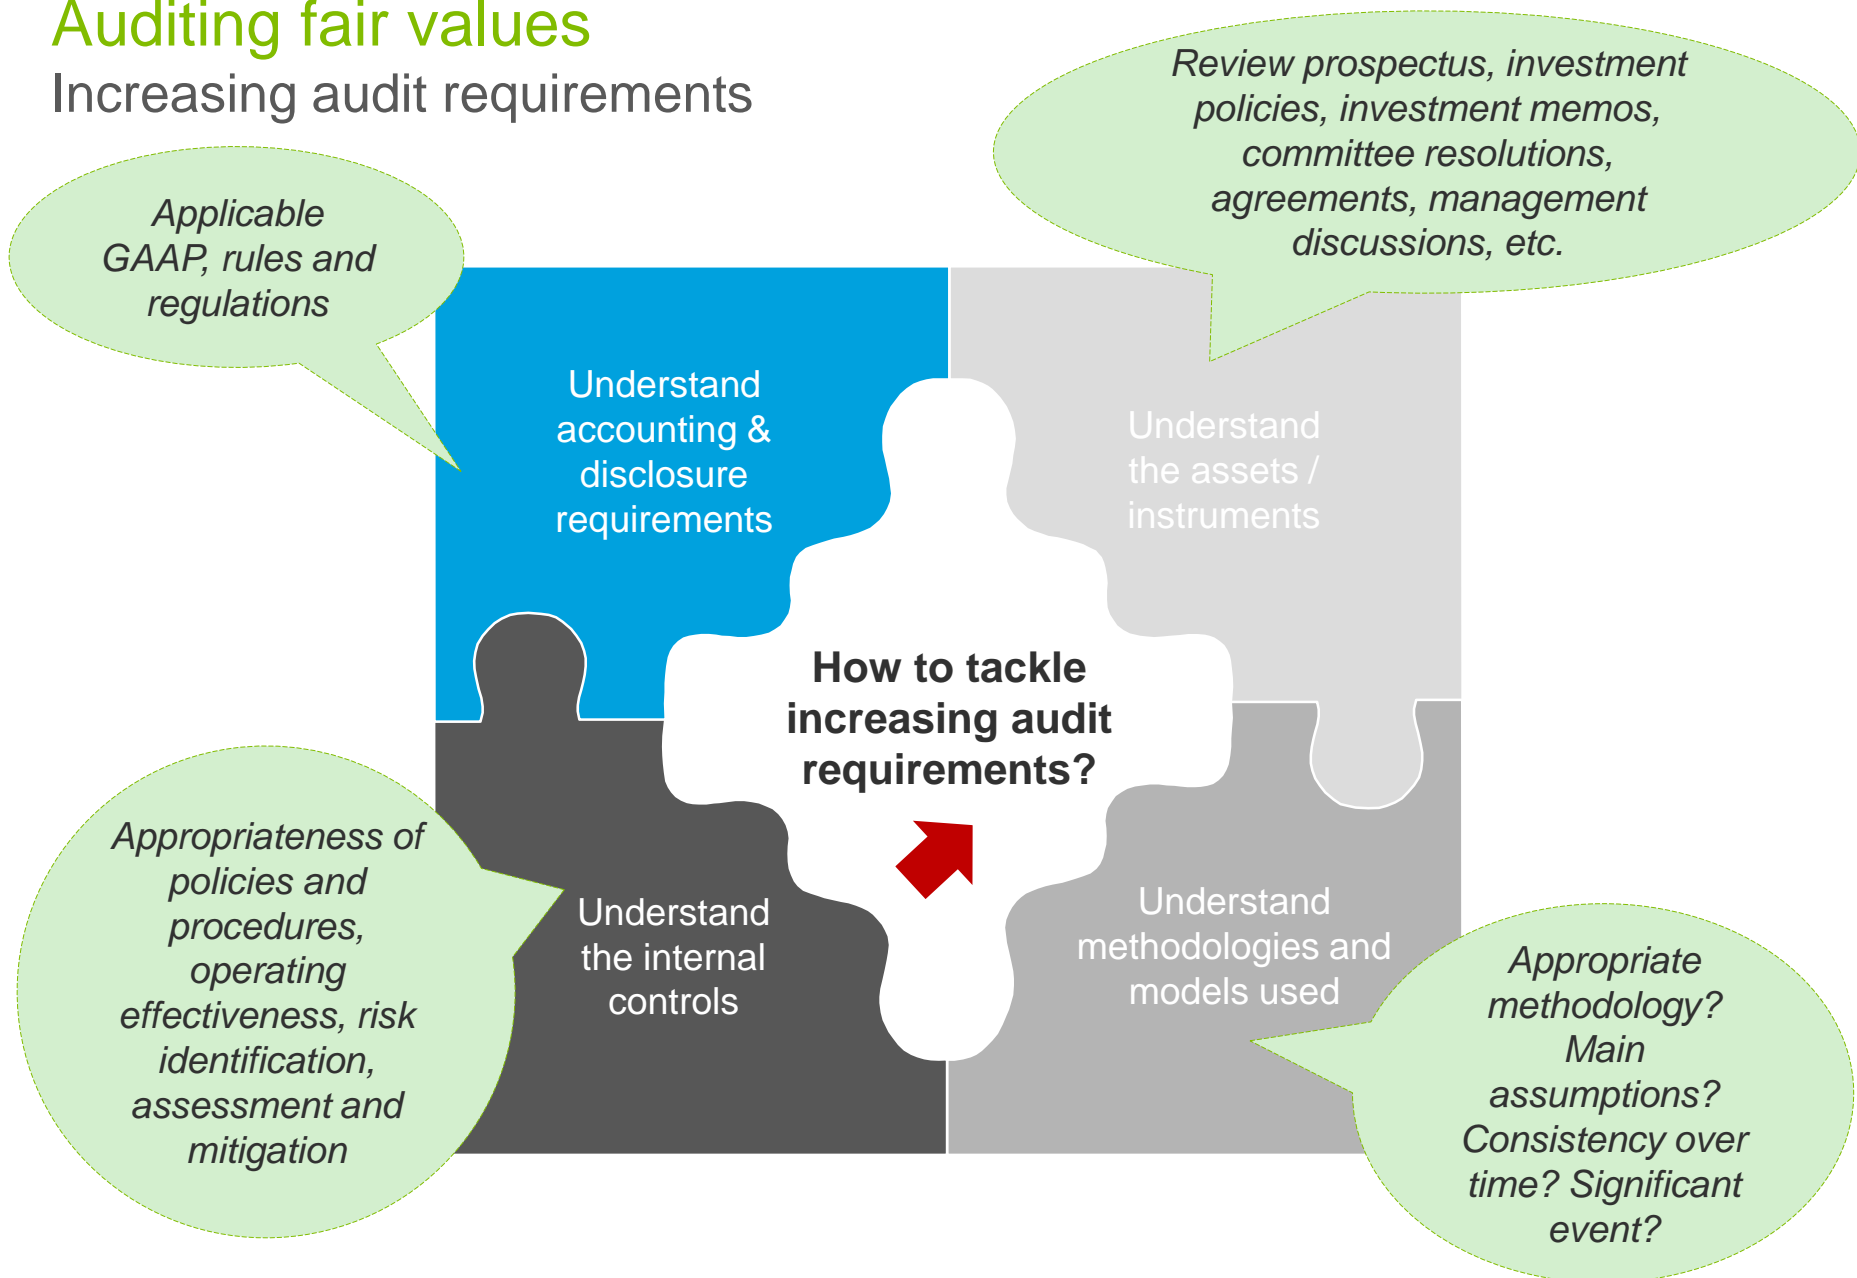 Auditing fair values
Increasing audit requirements
Review prospectus, investment
policies, investment memos,
committee resolutions,
agreements, management
discussions, etc.
Applicable
GAAP, rules and
regulations
Understand
accounting &
disclosure
requirements
Understand
the assets /
instruments
How to tackle
increasing audit
requirements?
Appropriateness of
policies and
procedures,
operating
effectiveness, risk
identification,
assessment and
mitigation
Understand
the internal
controls
Understand
methodologies and
models used
Appropriate
methodology?
Main
assumptions?
Consistency over
time? Significant
event?